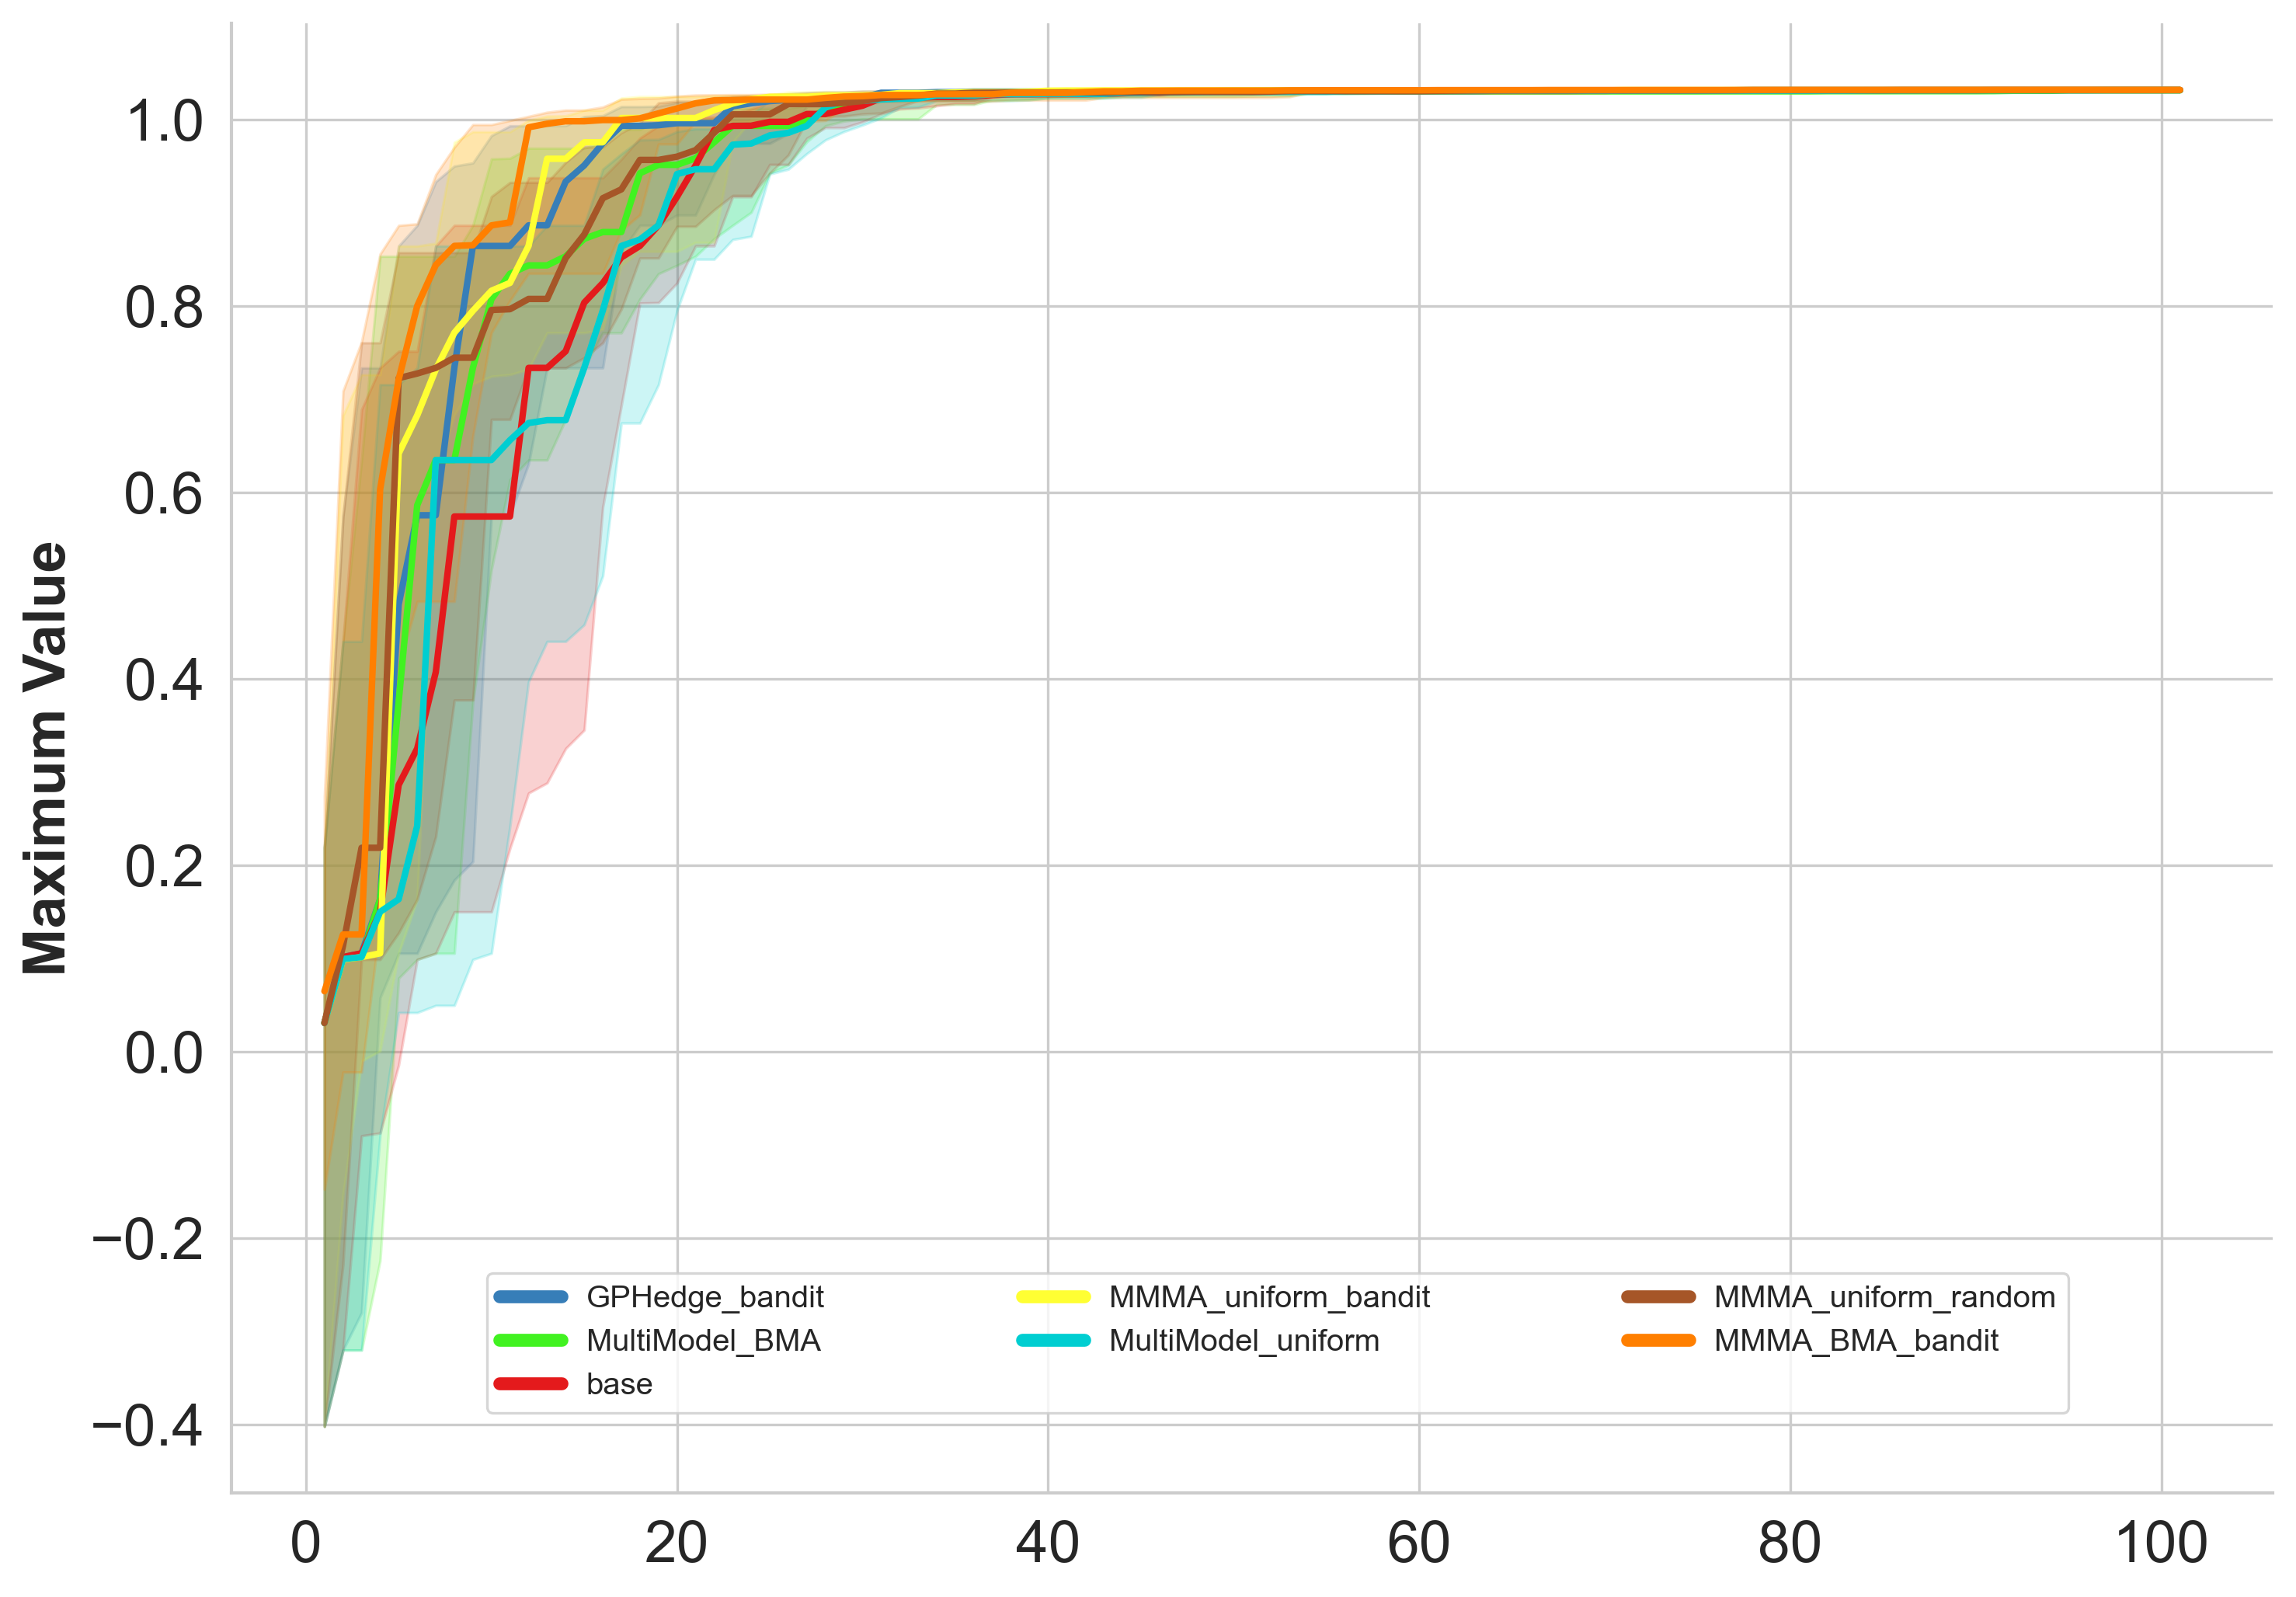 Maximum Value
1.0
0.8
0.6
0.4
0.2
0.0
−0.2
−0.4
GPHedge_bandit
MultiModel_BMA
base
MMMA_uniform_bandit
MultiModel_uniform
MMMA_uniform_random
MMMA_BMA_bandit
0 20 40 60 80 100